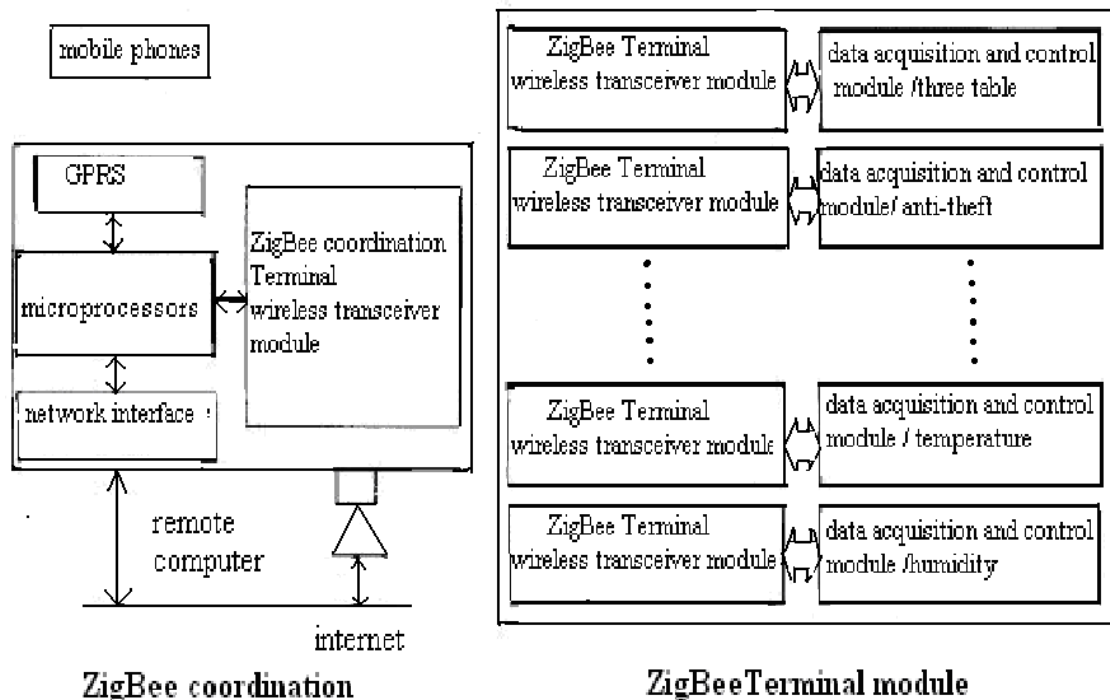 mobile phones
GPRS
microprocessors
network interface
ZigBee coordination
Terminal
wireless transceiver
module
remote
computer
internet
ZigBee coordination
ZigBee Terminal
wireless transceiver module
data acquisition and control
module /three table
ZigBee Terminal
wireless transceiver module
data acquisition and control
module/ anti-theft
ZigBee Terminal
wireless transceiver module
data acquisition and control
module / temperature
ZigBee Terminal
wireless transceiver module
data acquisition and control
module /humidity
ZigBeeTerminal module